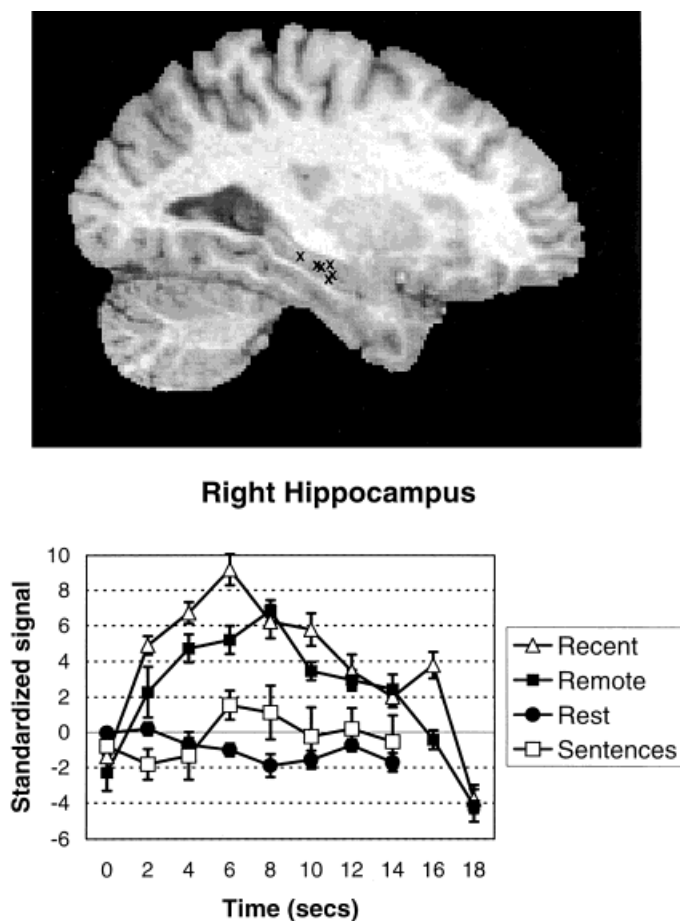 x
x x x
x
x
Right Hippocampus
Standardized signal
10
8
6
4
2
0
-2
-4
-6
0 2 4 6 8 10 12 14 16 18
Time (secs)
Recent
Remote
Rest
Sentences